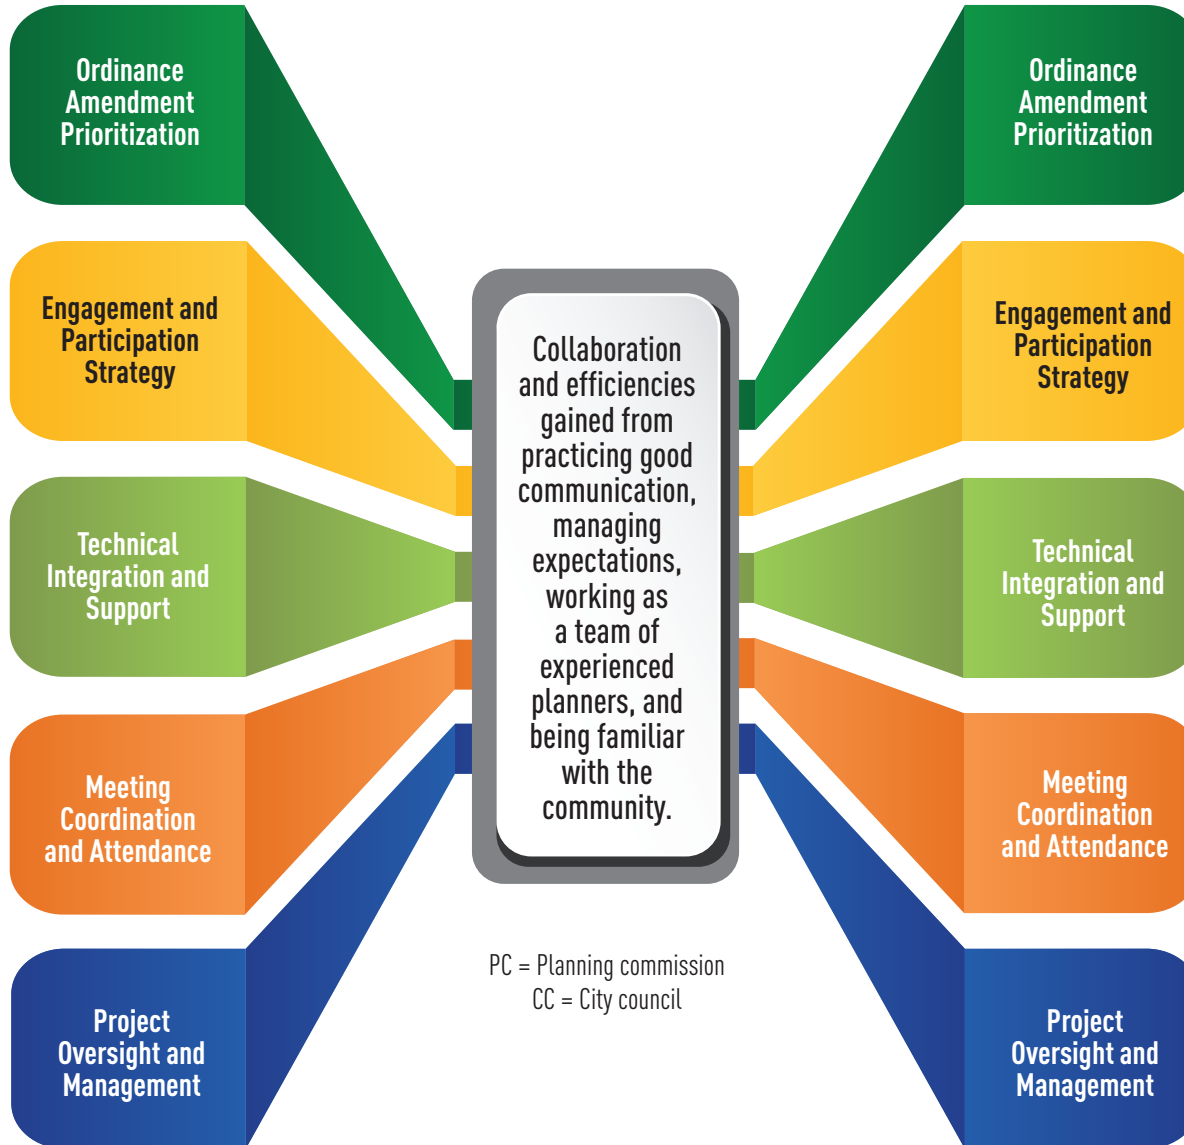 Ordinance
Amendment
Prioritization
Engagement and
Participation
Strategy
Technical
Integration and
Support
Meeting
Coordination
and Attendance
Project
Oversight and
Management
Collaboration
and efficiencies
gained from
practicing good
communication,
managing
expectations,
working as
a team of
experienced
planners, and
being familiar
with the
community.
PC = Planning commission
CC = City council
Ordinance
Amendment
Prioritization
Engagement and
Participation
Strategy
Technical
Integration and
Support
Meeting
Coordination
and Attendance
Project
Oversight and
Management